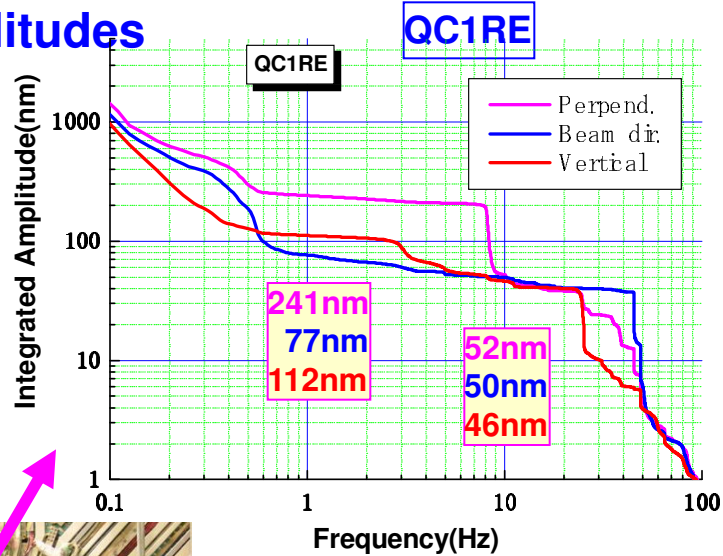 litudes
QC1RE
QC1RE
Perpend.
Beam dir.
Vertical
Integrated Amplitude(nm)
1000
100
10
1
241nm
77nm
112nm
52nm
50nm
46nm
0.1
1
10
100
Frequency(Hz)